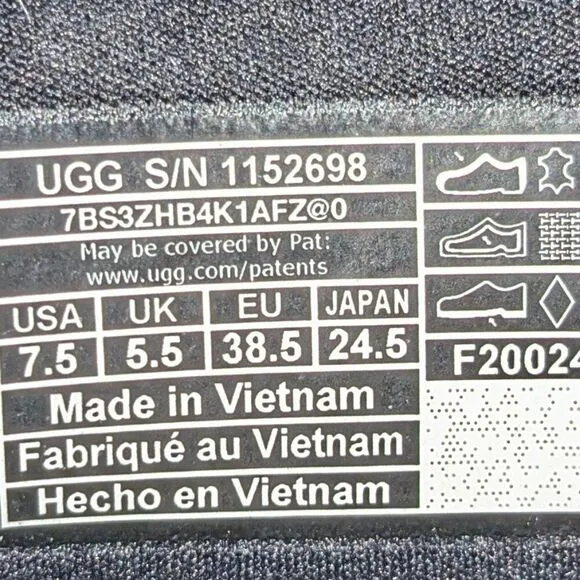 UGG S/N 1152698
7BS3ZHB4K1AFZ@0
May be covered by Pat:
www.ugg.com/patents
USA UK EU JAPAN
7.5 5.5 38.5 24.5
F20024
Made in Vietnam
Fabriqué au Vietnam
Hecho en Vietnam